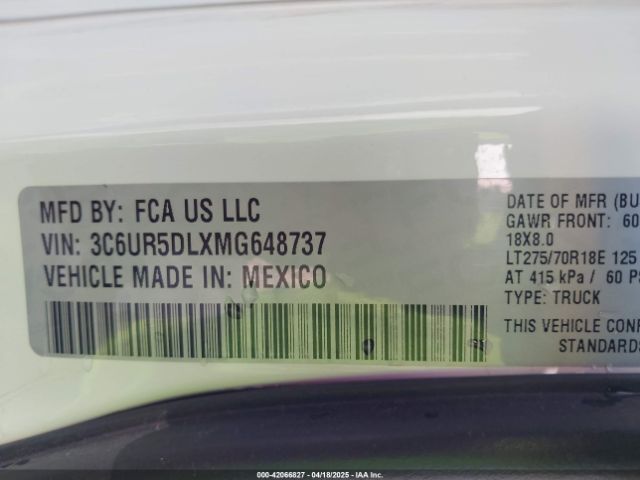 MFD BY: FCA US LLC
VIN: 3C6UR5DLXMG648737
VEHICLE MADE IN: MEXICO
DATE OF MFR (BU
GAWR FRONT: 60
18X8.0
LT275/70R18E 125
AT 415 kPa / 60 PS
TYPE: TRUCK
THIS VEHICLE CONF
STANDARDS
000-42066827 - 04/18/2025 - IAA Inc.